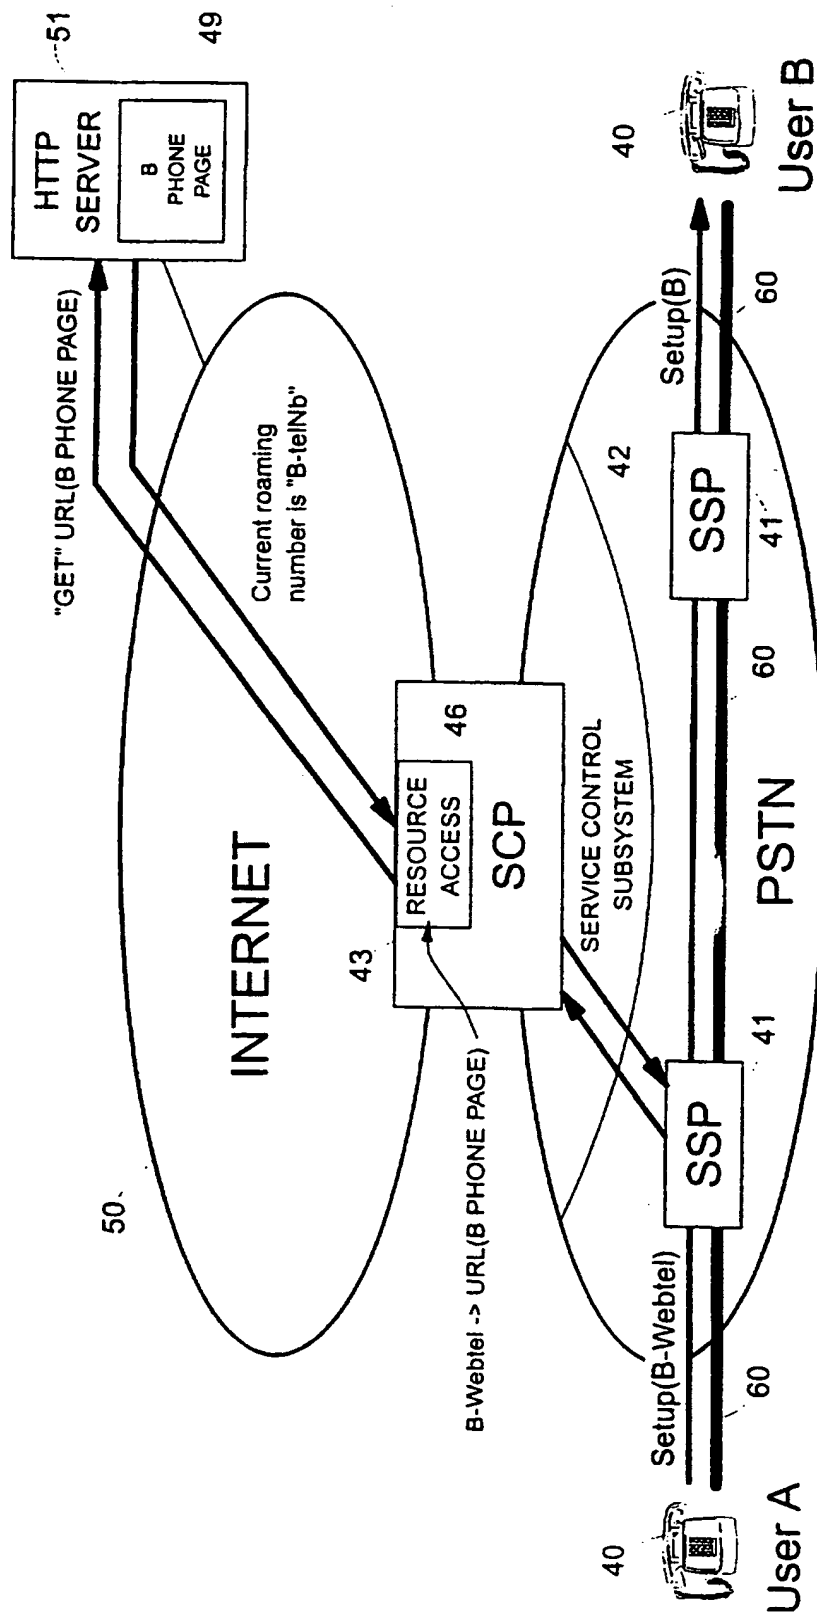 51
49
HTTP
SERVER
B
PHONE
PAGE
"GET" URL(B PHONE PAGE)
Current roaming
number is "B-telNb"
INTERNET
50
43
46
RESOURCE
ACCESS
SCP
B-Webtel -> URL(B PHONE PAGE)
SERVICE CONTROL
SUBSYSTEM
42
40
User A
Setup(B-Webtel)
60
SSP
41
PSTN
60
SSP
41
Setup(B)
60
40
User B